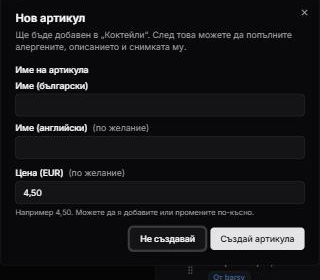 Нов артикул
Ще бъде добавен в „Коктейли“. След това можете да попълните
алергените, описанието и снимката му.
Име на артикула
Име (български)
Име (английски) (по желание)
Цена (EUR) (по желание)
4,50
Например 4,50. Можете да я добавите или промените по-късно.
Не създавай
Създай артикула
От barsy